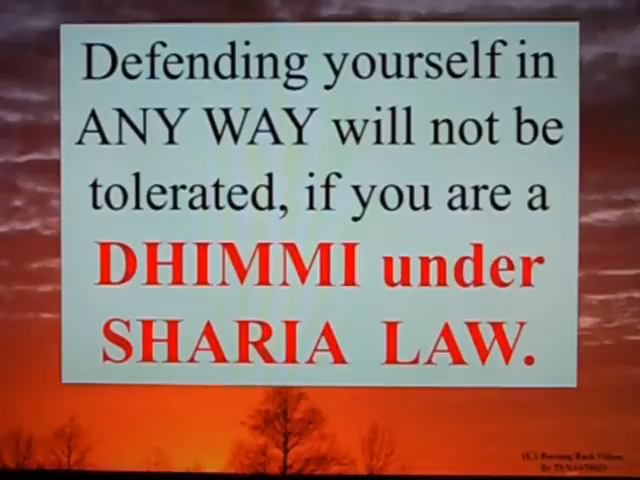 Defending yourself in
ANY WAY will not be
tolerated, if you are a
DHIMMI under
SHARIA LAW.